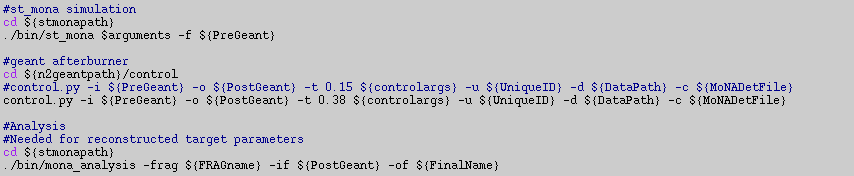 #st_mona simulation
cd ${stmonapath}
./bin/st_mona $arguments -f ${PreGeant}

#geant afterburner
cd ${n2geantpath}/control
#control.py -i ${PreGeant} -o ${PostGeant} -t 0.15 ${controlargs} -u ${UniqueID} -d ${DataPath} -c ${MoNADetFile}
control.py -i ${PreGeant} -o ${PostGeant} -t 0.38 ${controlargs} -u ${UniqueID} -d ${DataPath} -c ${MoNADetFile}

#Analysis
#Needed for reconstructed target parameters
cd ${stmonapath}
./bin/mona_analysis -frag ${FRAGname} -if ${PostGeant} -of ${FinalName}